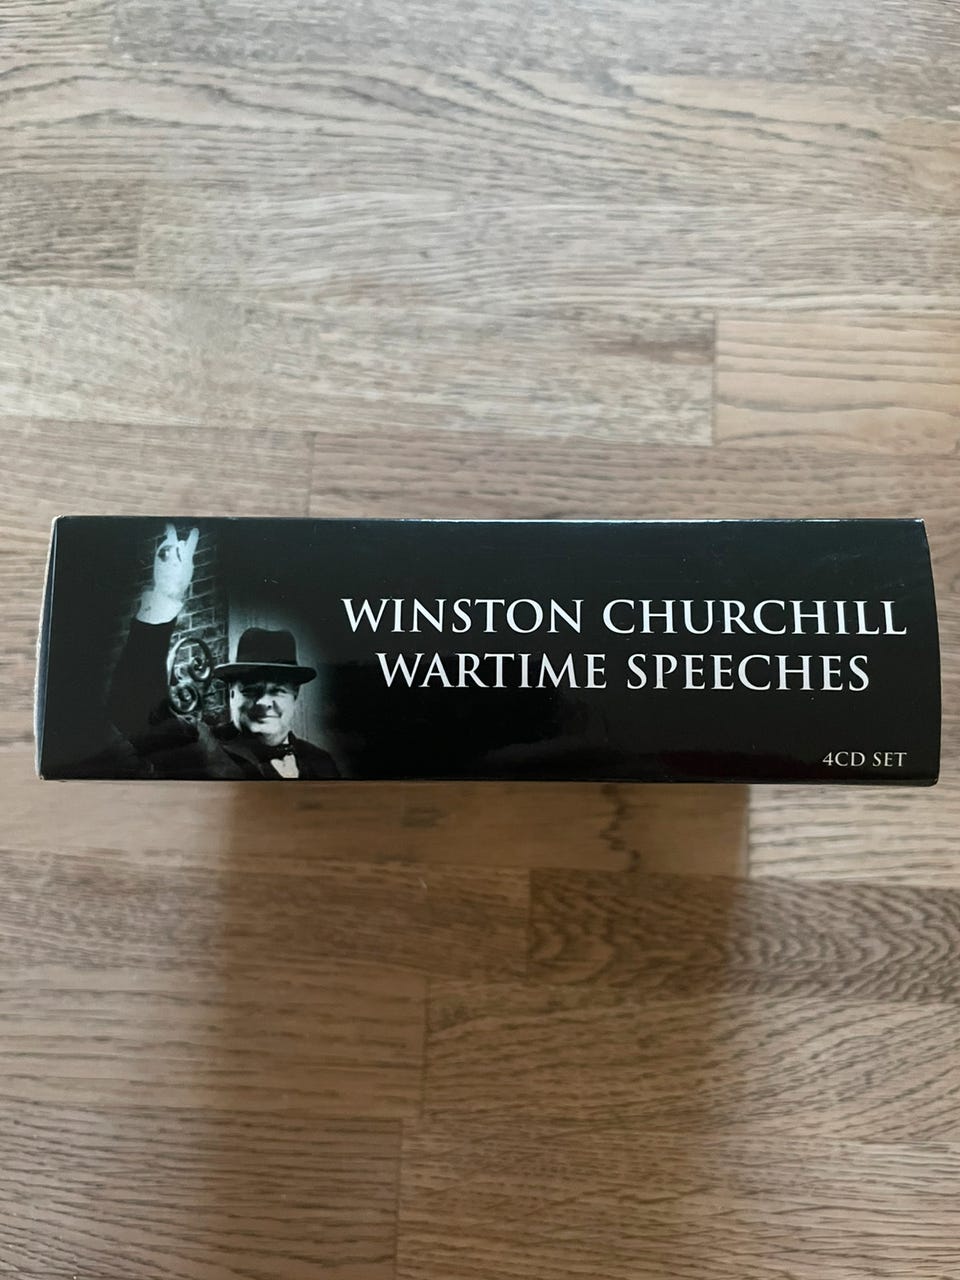 WINSTON CHURCHILL
WARTIME SPEECHES
4CD SET